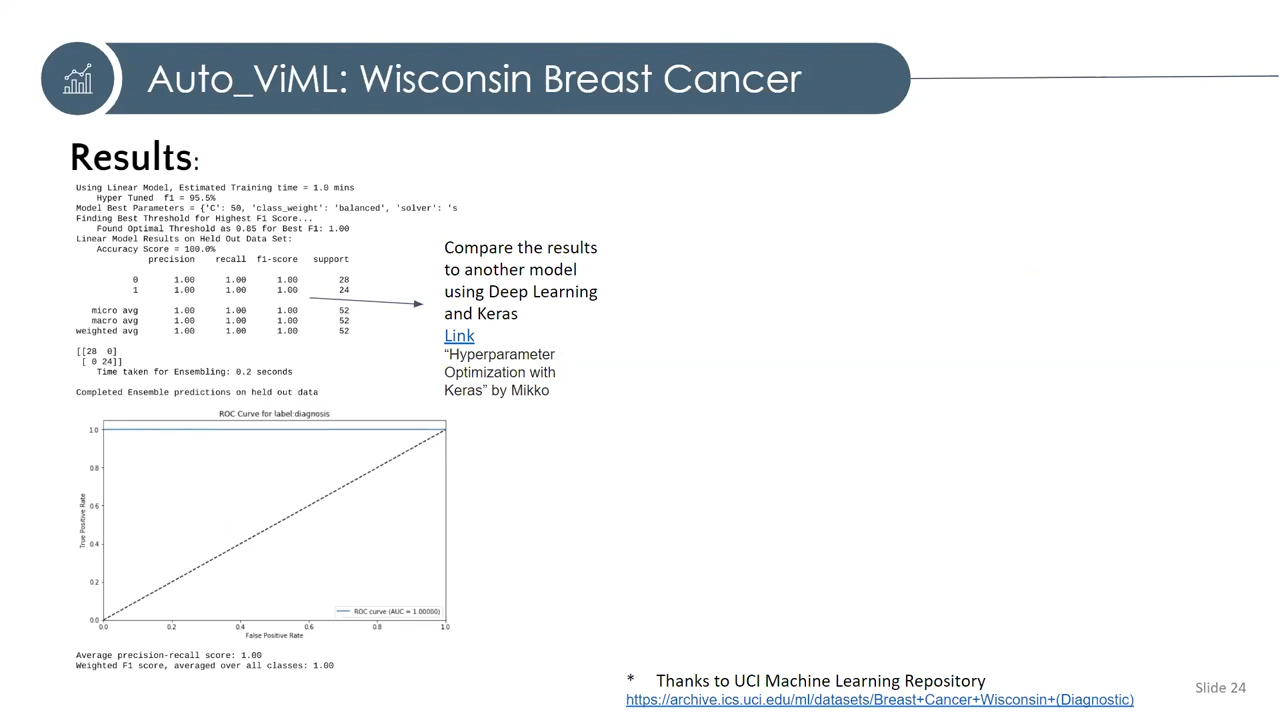 Auto_ViML: Wisconsin Breast Cancer
Results:
Using Linear Model, Estimated Training time = 1.0 mins
Hyper Tuned f1 = 95.5%
Model Best Parameters = {'C': 50, 'class_weight': 'balanced', 'solver': 's
Finding Best Threshold for Highest F1 Score...
Found Optimal Threshold as 0.85 for Best F1: 1.00
Linear Model Results on Held Out Data Set:
Accuracy Score = 100.0%
precision recall f1-score support
0 1.00 1.00 1.00 28
1 1.00 1.00 1.00 24
micro avg 1.00 1.00 1.00 52
macro avg 1.00 1.00 1.00 52
weighted avg 1.00 1.00 1.00 52
[[28 0]
[ 0 24]]
Time taken for Ensembling: 0.2 seconds
Completed Ensemble predictions on held out data
Compare the results
to another model
using Deep Learning
and Keras
Link
“Hyperparameter
Optimization with
Keras” by Mikko
ROC Curve for label:diagnosis
1.0
0.8
0.6
0.4
0.2
0.0
True Positive Rate
ROC curve (AUC = 1.00000)
0.0 0.2 0.4 0.6 0.8 1.0
False Positive Rate
Average precision-recall score: 1.00
Weighted F1 score, averaged over all classes: 1.00
* Thanks to UCI Machine Learning Repository
https://archive.ics.uci.edu/ml/datasets/Breast+Cancer+Wisconsin+(Diagnostic)
Slide 24